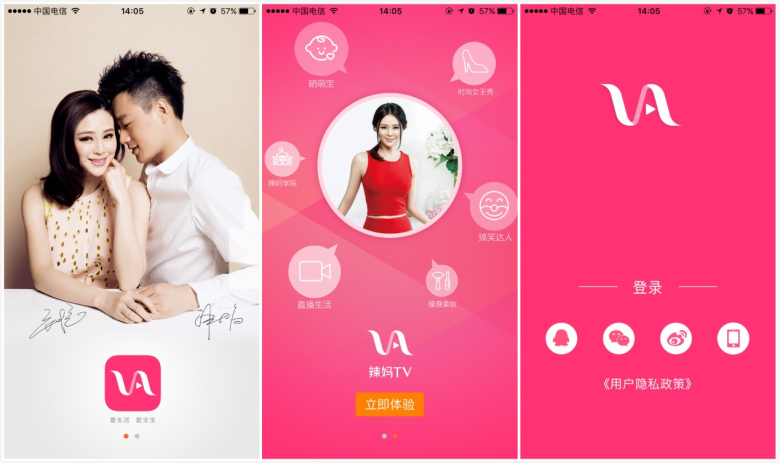 中国电信
14:05
57%
爱生活 爱宝宝
中国电信
14:05
57%
晒萌宝
时尚女王秀
辣妈学院
搞笑达人
直播生活
瘦身美妆
辣妈TV
立即体验
中国电信
14:05
57%
登录
《用户隐私政策》